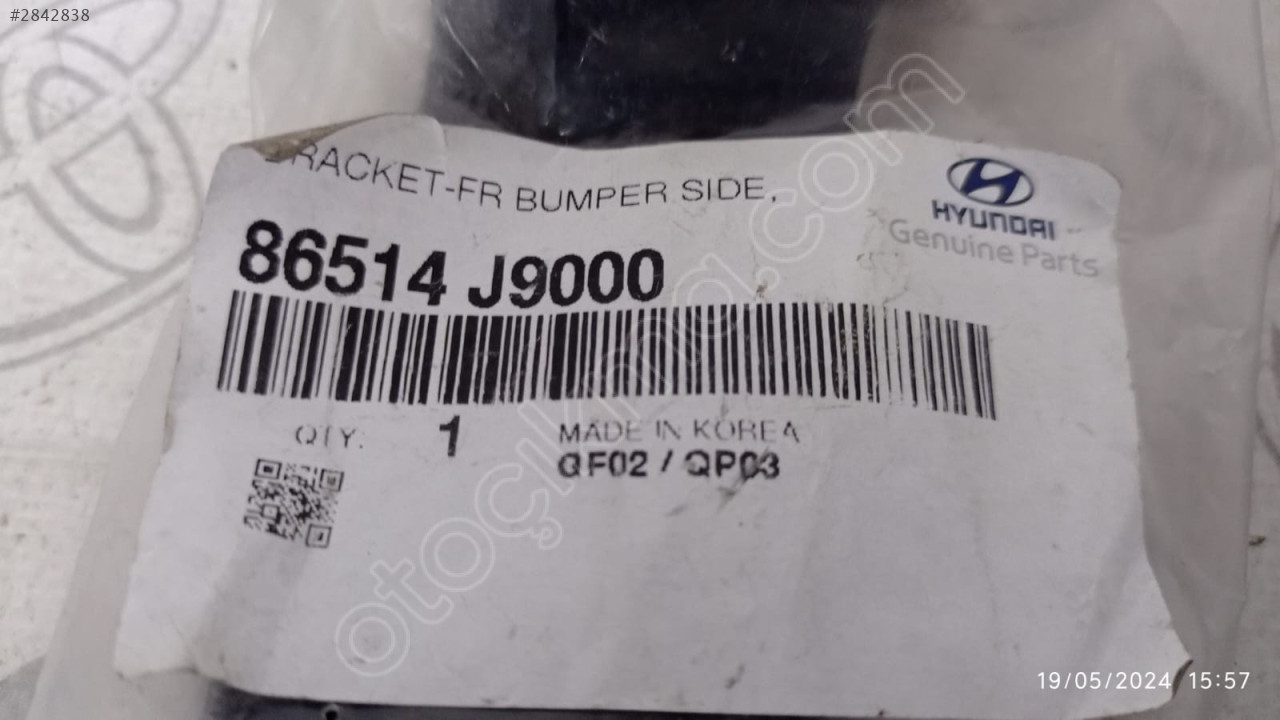 #2842838
BRACKET-FR BUMPER SIDE,
HYUNDAI
Genuine Parts
86514 J9000
QTY: 1
MADE IN KOREA
QF02 / QP03
otoçıkma.com
19/05/2024 15:57